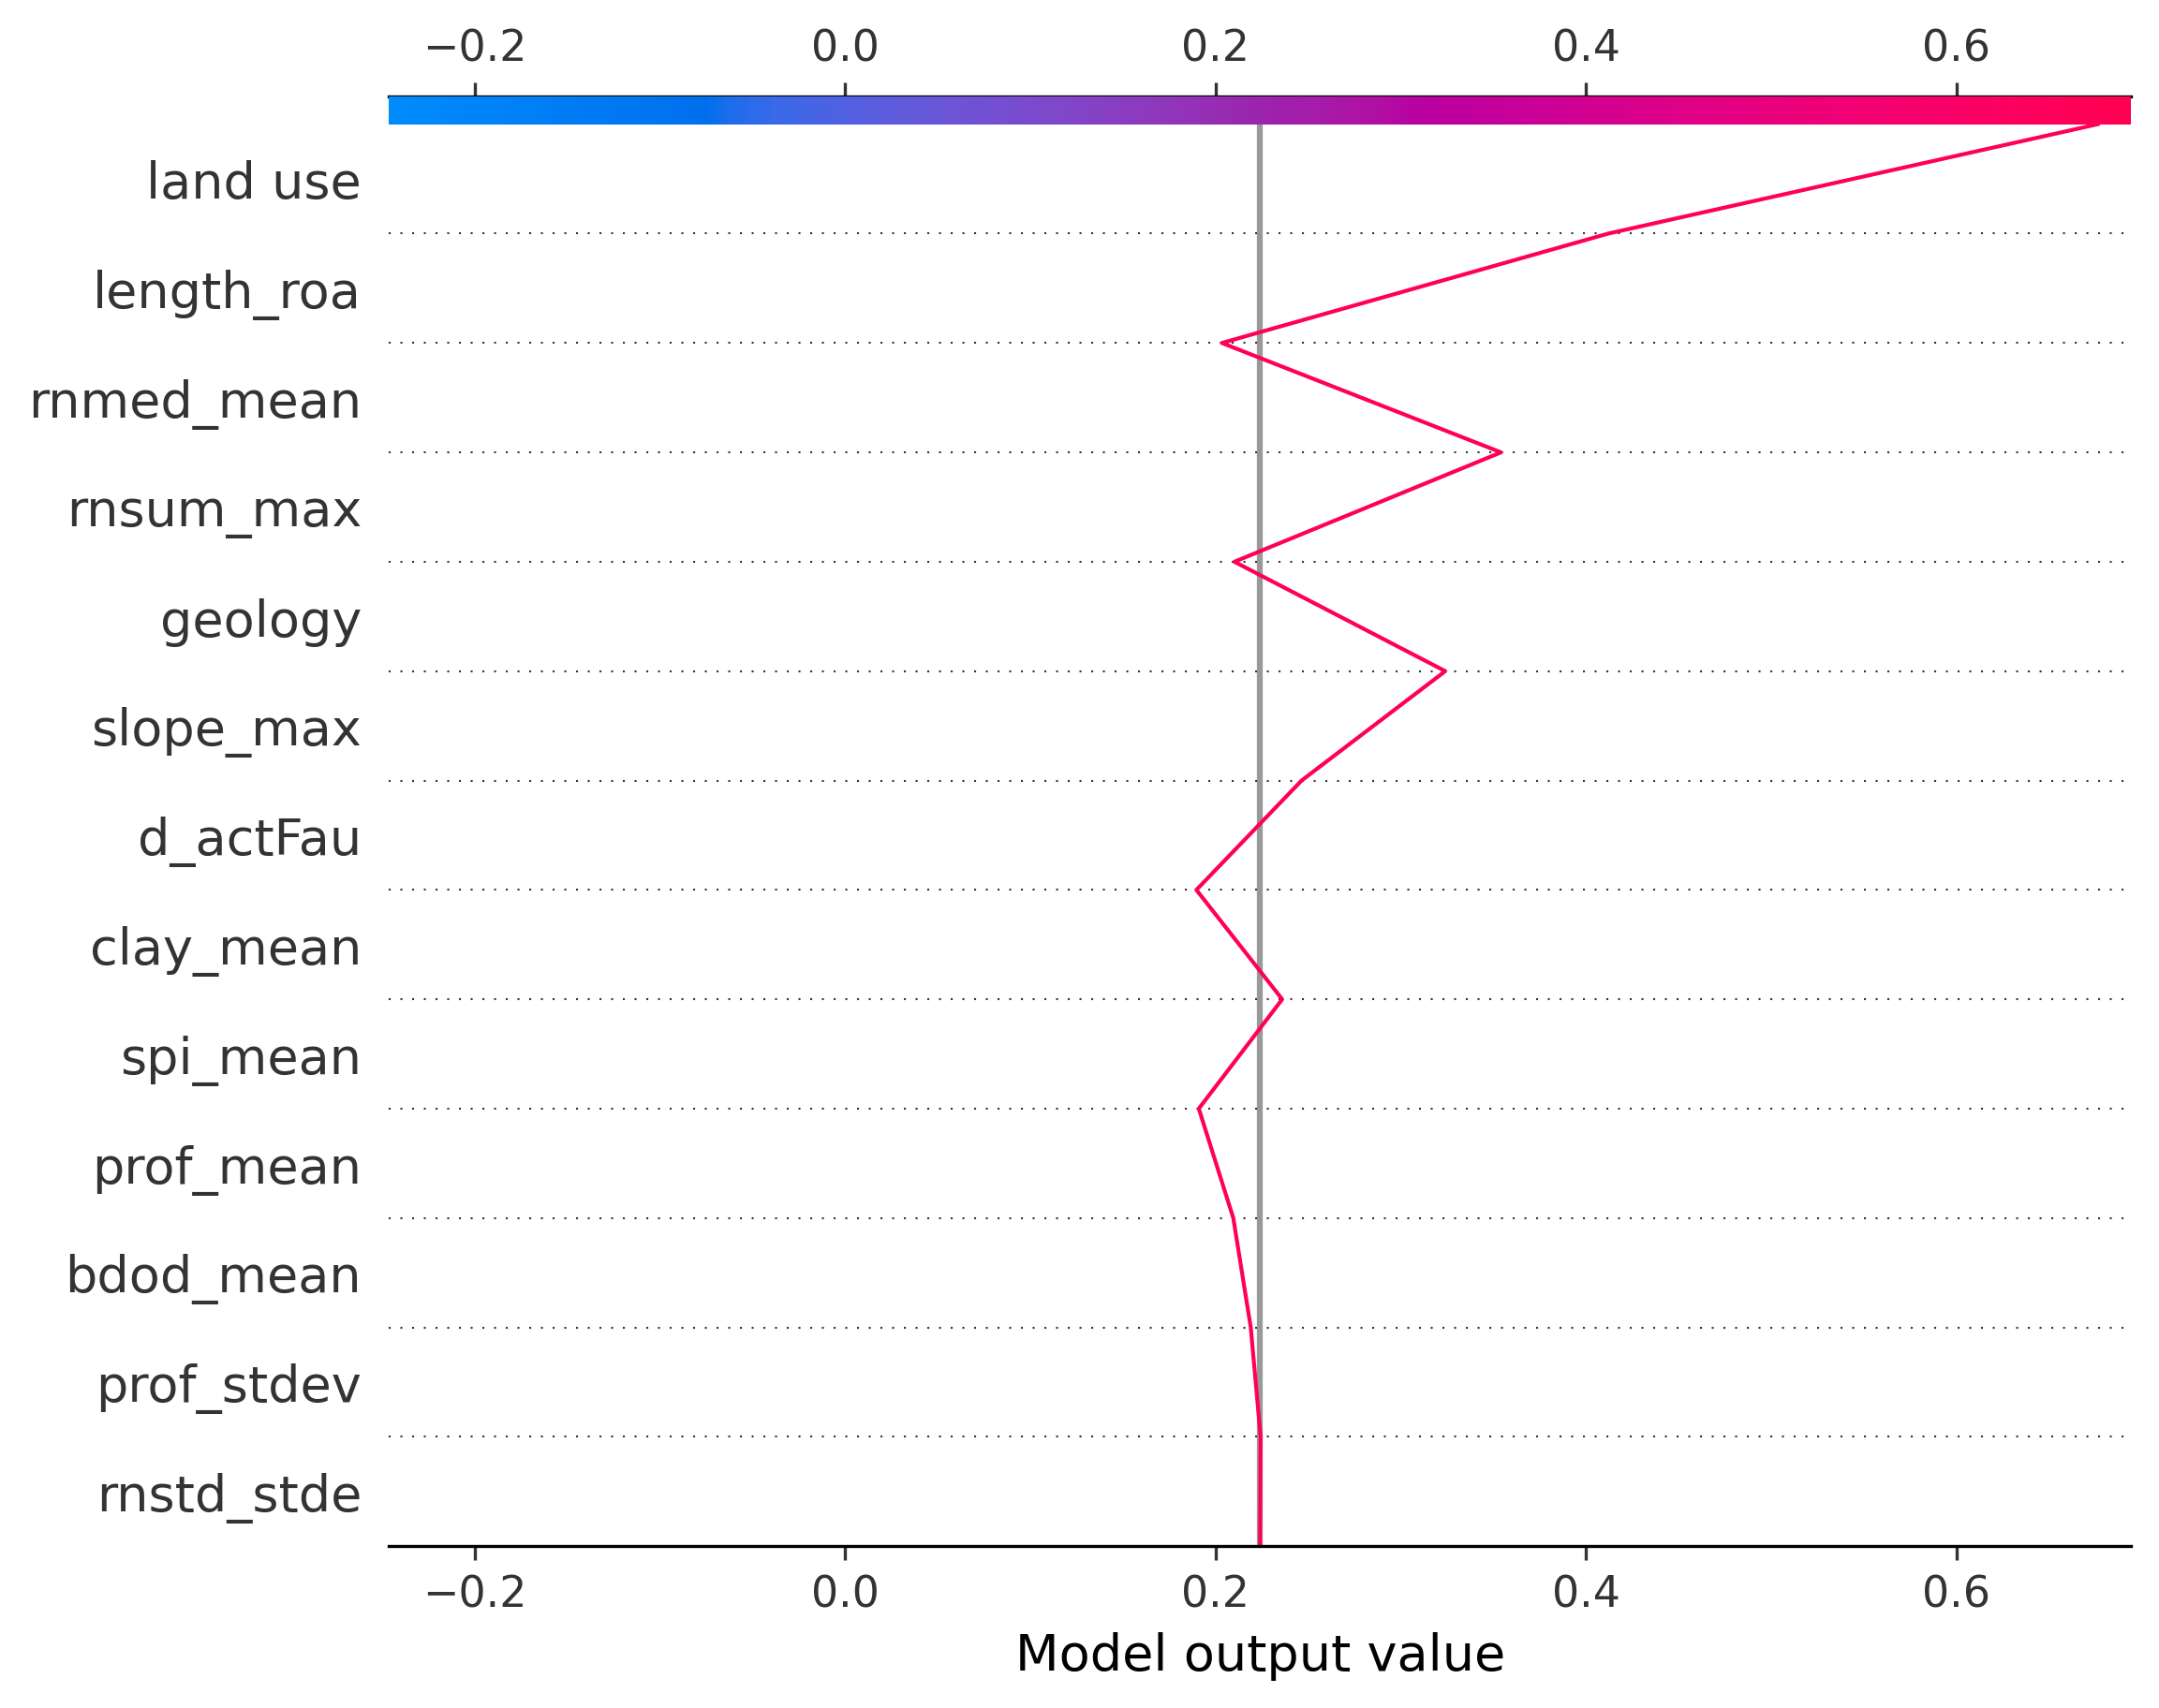 −0.2 0.0 0.2 0.4 0.6
land use
length_roa
rnmed_mean
rnsum_max
geology
slope_max
d_actFau
clay_mean
spi_mean
prof_mean
bdod_mean
prof_stdev
rnstd_stde
−0.2 0.0 0.2 0.4 0.6
Model output value